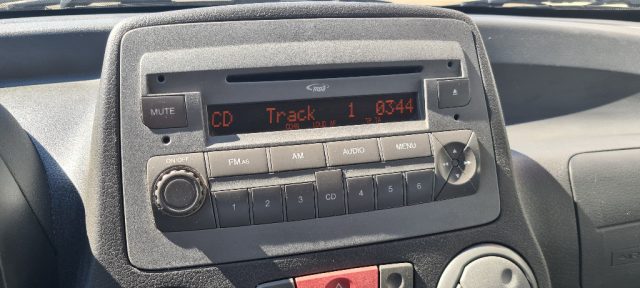 mp3
MUTE
CD Track 1 0344
ON/OFF
FM AS AM AUDIO MENU
1 2 3 CD 4 5 6